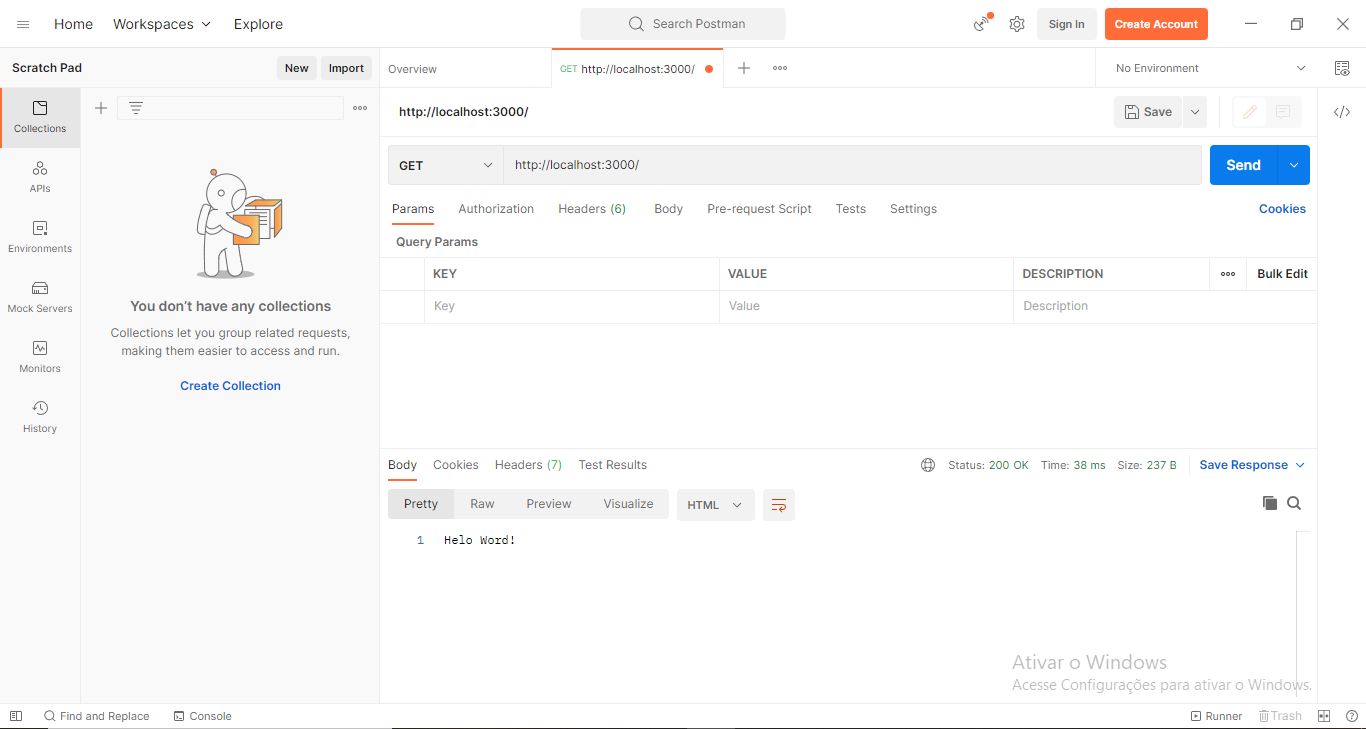 Home Workspaces Explore Search Postman Sign In Create Account
Scratch Pad New Import Overview GET http://localhost:3000/ No Environment
Collections
http://localhost:3000/ Save
GET http://localhost:3000/ Send
APIs
Params Authorization Headers (6) Body Pre-request Script Tests Settings Cookies
Environments
Query Params
KEY VALUE DESCRIPTION Bulk Edit
Key Value Description
Mock Servers
Monitors
History
You don't have any collections
Collections let you group related requests,
making them easier to access and run.
Create Collection
Body Cookies Headers (7) Test Results Status: 200 OK Time: 38 ms Size: 237 B Save Response
Pretty Raw Preview Visualize HTML
1 Helo Word!
Ativar o Windows
Acesse Configurações para ativar o Windows.
Find and Replace Console Runner Trash